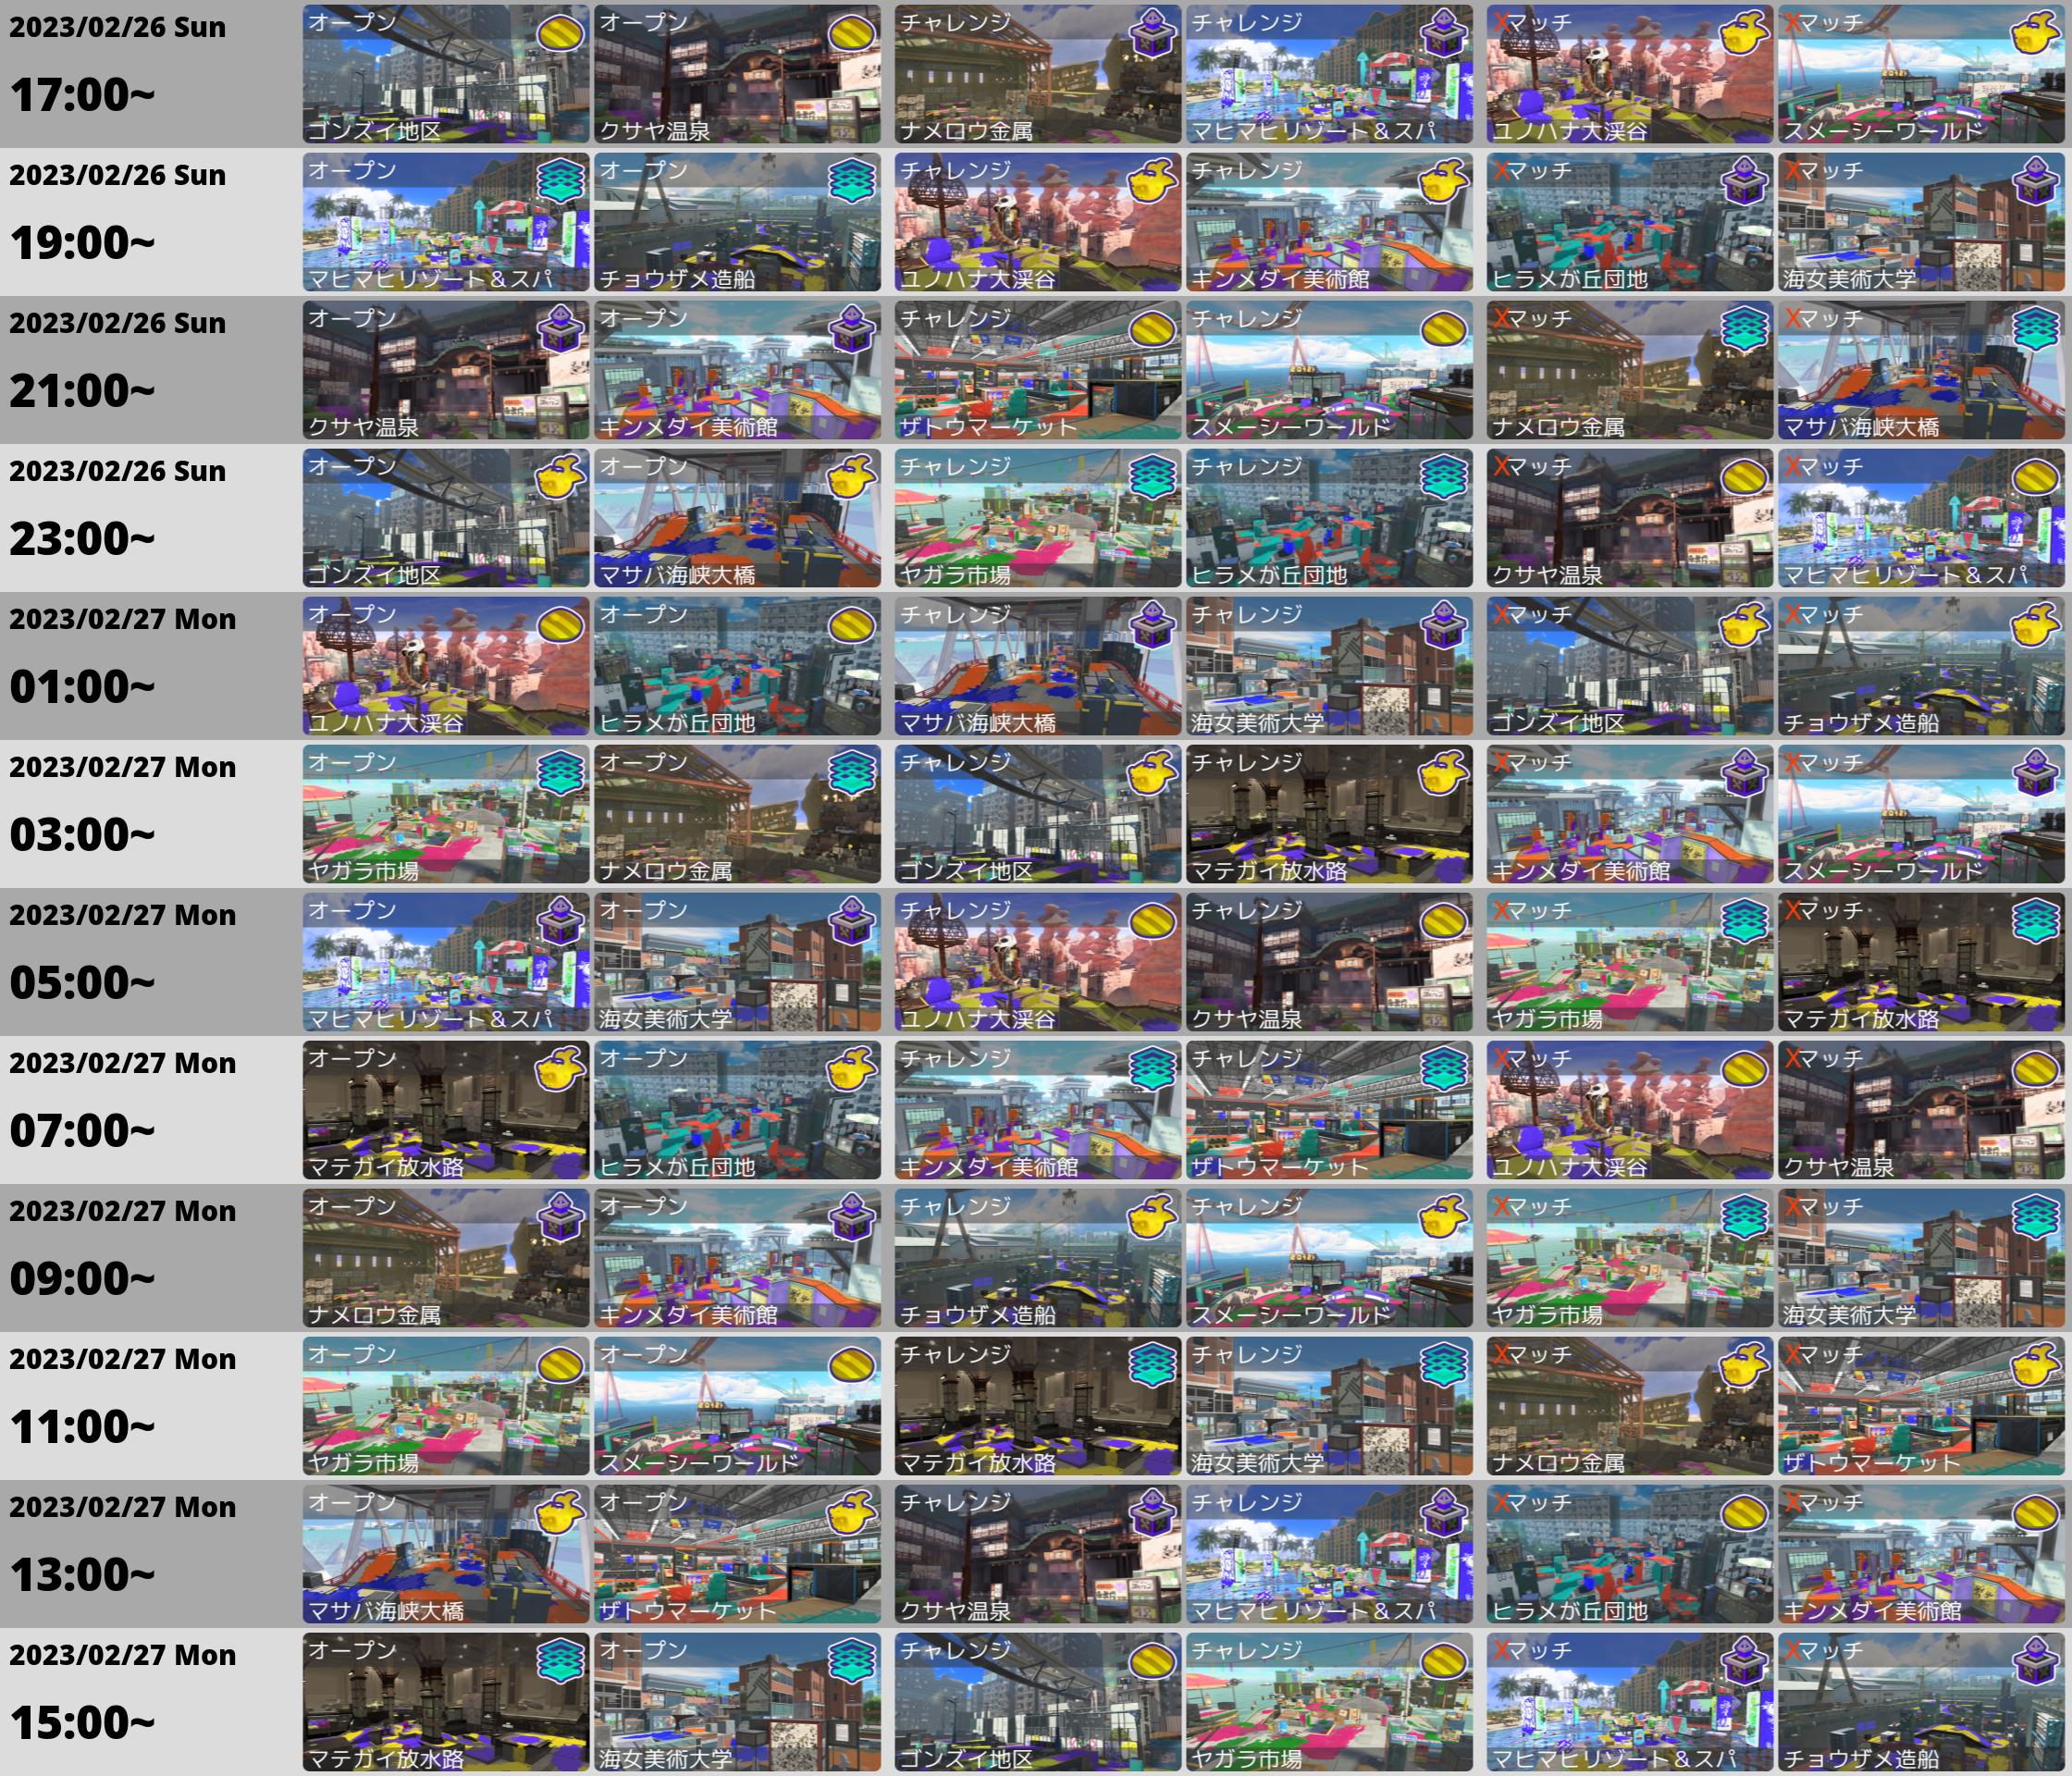 2023/02/26 Sun
17:00~
オープン オープン チャレンジ チャレンジ Xマッチ Xマッチ
ゴンズイ地区 クサヤ温泉 ナメロウ金属 マヒマヒリゾート＆スパ ユノハナ大渓谷 スメーシーワールド
2023/02/26 Sun
19:00~
オープン オープン チャレンジ チャレンジ Xマッチ Xマッチ
マヒマヒリゾート＆スパ チョウザメ造船 ユノハナ大渓谷 キンメダイ美術館 ヒラメが丘団地 海女美術大学
2023/02/26 Sun
21:00~
オープン オープン チャレンジ チャレンジ Xマッチ Xマッチ
クサヤ温泉 キンメダイ美術館 ザトウマーケット スメーシーワールド ナメロウ金属 マサバ海峡大橋
2023/02/26 Sun
23:00~
オープン オープン チャレンジ チャレンジ Xマッチ Xマッチ
ゴンズイ地区 マサバ海峡大橋 ヤガラ市場 ヒラメが丘団地 クサヤ温泉 マヒマヒリゾート＆スパ
2023/02/27 Mon
01:00~
オープン オープン チャレンジ チャレンジ Xマッチ Xマッチ
ユノハナ大渓谷 ヒラメが丘団地 マサバ海峡大橋 海女美術大学 ゴンズイ地区 チョウザメ造船
2023/02/27 Mon
03:00~
オープン オープン チャレンジ チャレンジ Xマッチ Xマッチ
ヤガラ市場 ナメロウ金属 ゴンズイ地区 マテガイ放水路 キンメダイ美術館 スメーシーワールド
2023/02/27 Mon
05:00~
オープン オープン チャレンジ チャレンジ Xマッチ Xマッチ
マヒマヒリゾート＆スパ 海女美術大学 ユノハナ大渓谷 クサヤ温泉 ヤガラ市場 マテガイ放水路
2023/02/27 Mon
07:00~
オープン オープン チャレンジ チャレンジ Xマッチ Xマッチ
マテガイ放水路 ヒラメが丘団地 キンメダイ美術館 ザトウマーケット ユノハナ大渓谷 クサヤ温泉
2023/02/27 Mon
09:00~
オープン オープン チャレンジ チャレンジ Xマッチ Xマッチ
ナメロウ金属 キンメダイ美術館 チョウザメ造船 スメーシーワールド ヤガラ市場 海女美術大学
2023/02/27 Mon
11:00~
オープン オープン チャレンジ チャレンジ Xマッチ Xマッチ
ヤガラ市場 スメーシーワールド マテガイ放水路 海女美術大学 ナメロウ金属 ザトウマーケット
2023/02/27 Mon
13:00~
オープン オープン チャレンジ チャレンジ Xマッチ Xマッチ
マサバ海峡大橋 ザトウマーケット クサヤ温泉 マヒマヒリゾート＆スパ ヒラメが丘団地 キンメダイ美術館
2023/02/27 Mon
15:00~
オープン オープン チャレンジ チャレンジ Xマッチ Xマッチ
マテガイ放水路 海女美術大学 ゴンズイ地区 ヤガラ市場 マヒマヒリゾート＆スパ チョウザメ造船